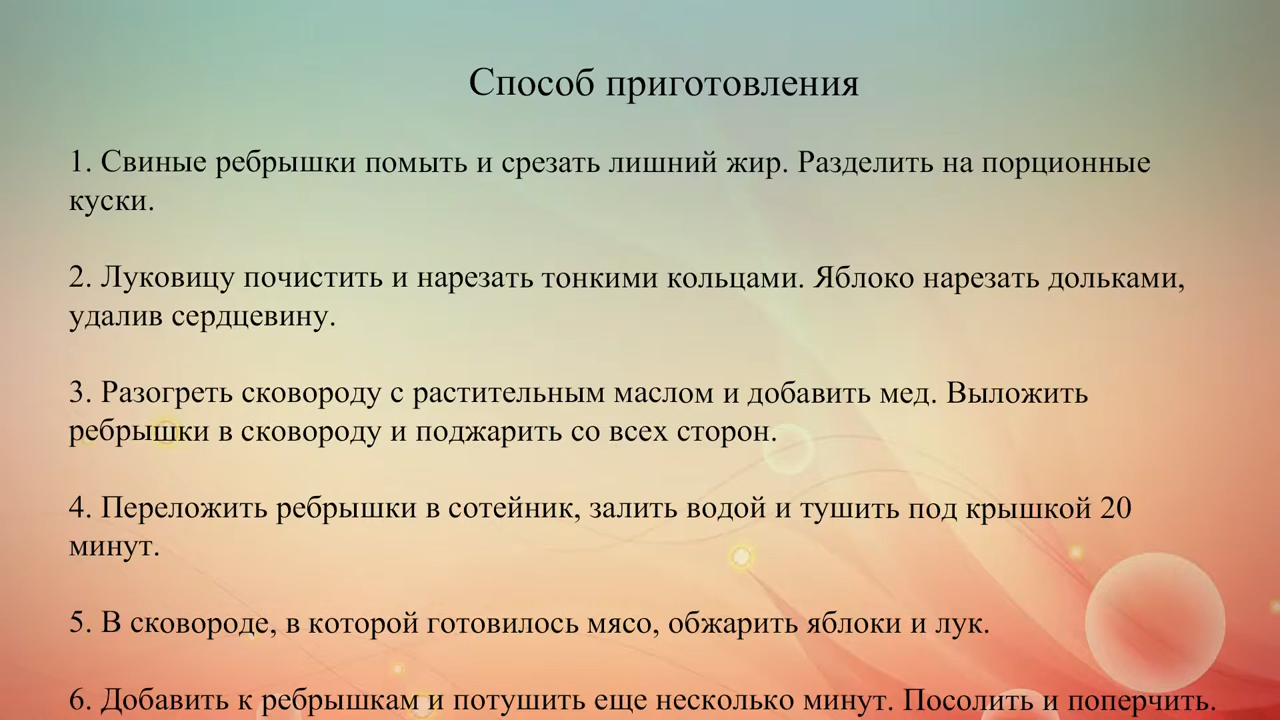 Способ приготовления
1. Свиные ребрышки помыть и срезать лишний жир. Разделить на порционные
куски.
2. Луковицу почистить и нарезать тонкими кольцами. Яблоко нарезать дольками,
удалив сердцевину.
3. Разогреть сковороду с растительным маслом и добавить мед. Выложить
ребрышки в сковороду и поджарить со всех сторон.
4. Переложить ребрышки в сотейник, залить водой и тушить под крышкой 20
минут.
5. В сковороде, в которой готовилось мясо, обжарить яблоки и лук.
6. Добавить к ребрышкам и потушить еще несколько минут. Посолить и поперчить.